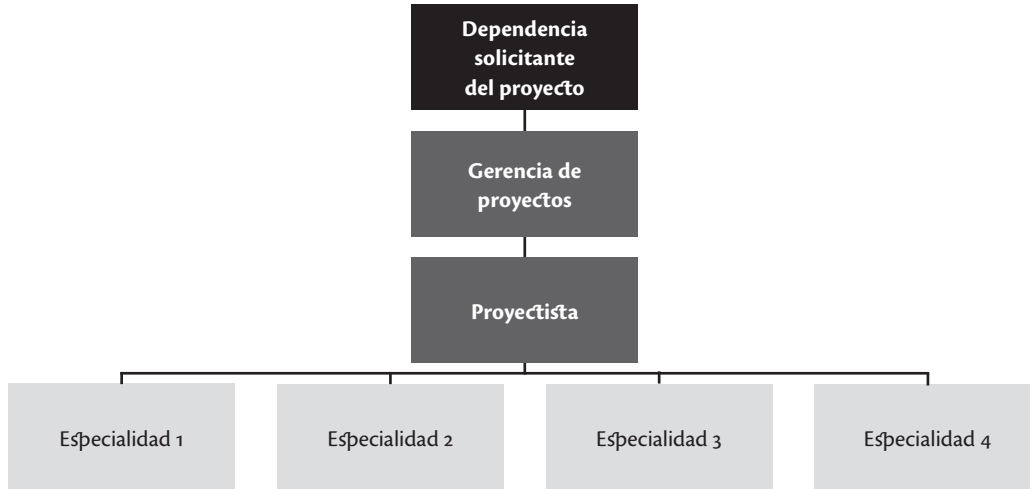 Dependencia
solicitante
del proyecto
Gerencia de
proyectos
Proyectista
Especialidad 1
Especialidad 2
Especialidad 3
Especialidad 4